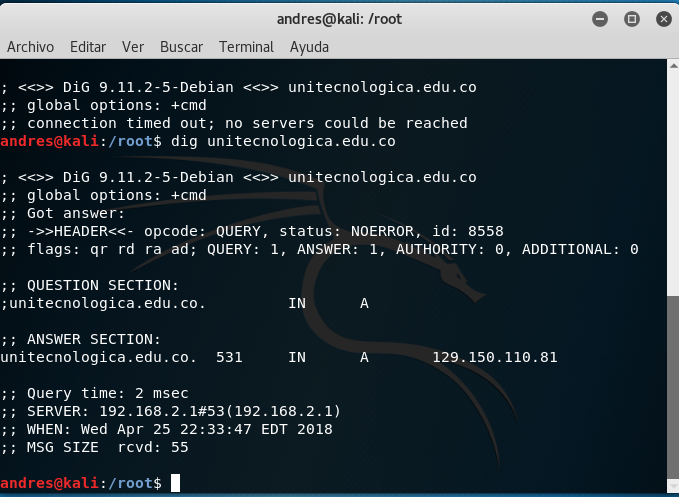 andres@kali: /root
Archivo Editar Ver Buscar Terminal Ayuda
; <<>> DiG 9.11.2-5-Debian <<>> unitecnologica.edu.co
;; global options: +cmd
;; connection timed out; no servers could be reached
andres@kali:/root$ dig unitecnologica.edu.co
; <<>> DiG 9.11.2-5-Debian <<>> unitecnologica.edu.co
;; global options: +cmd
;; Got answer:
;; ->>HEADER<<- opcode: QUERY, status: NOERROR, id: 8558
;; flags: qr rd ra ad; QUERY: 1, ANSWER: 1, AUTHORITY: 0, ADDITIONAL: 0
;; QUESTION SECTION:
;unitecnologica.edu.co. IN A
;; ANSWER SECTION:
unitecnologica.edu.co. 531 IN A 129.150.110.81
;; Query time: 2 msec
;; SERVER: 192.168.2.1#53(192.168.2.1)
;; WHEN: Wed Apr 25 22:33:47 EDT 2018
;; MSG SIZE rcvd: 55
andres@kali:/root$